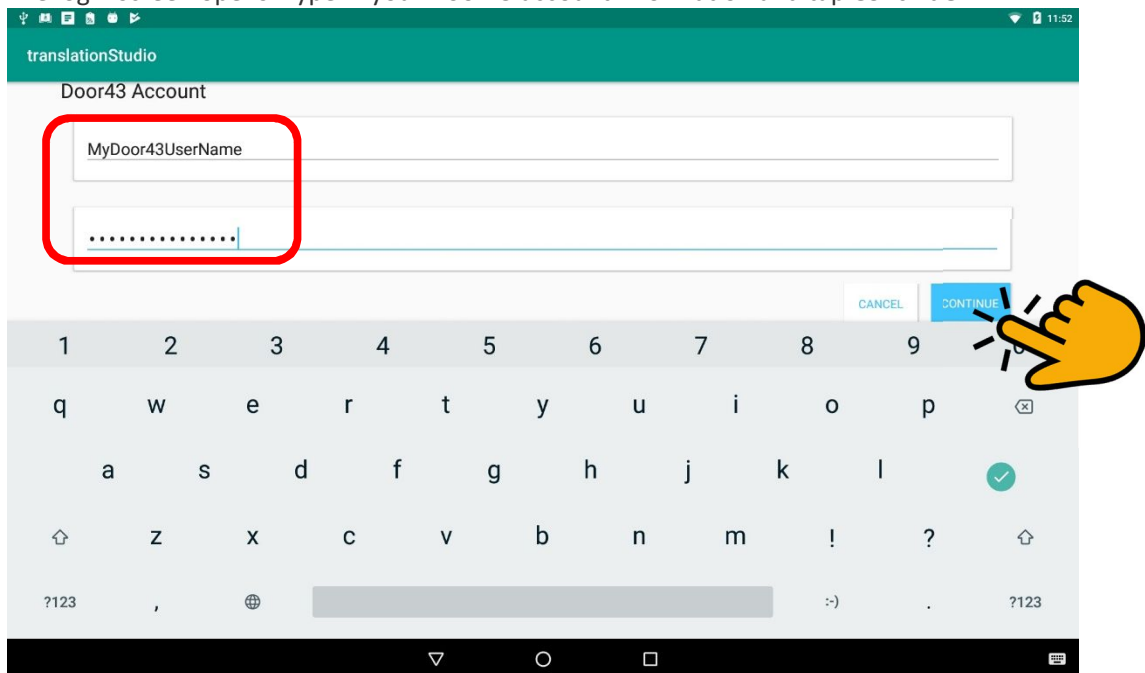 11:52
translationStudio
Door43 Account
MyDoor43UserName
•••••••••••••••
CANCEL CONTINUE
1 2 3 4 5 6 7 8 9
q w e r t y u i o p
a s d f g h j k l
z x c v b n m ! ?
?123 , :-) . ?123